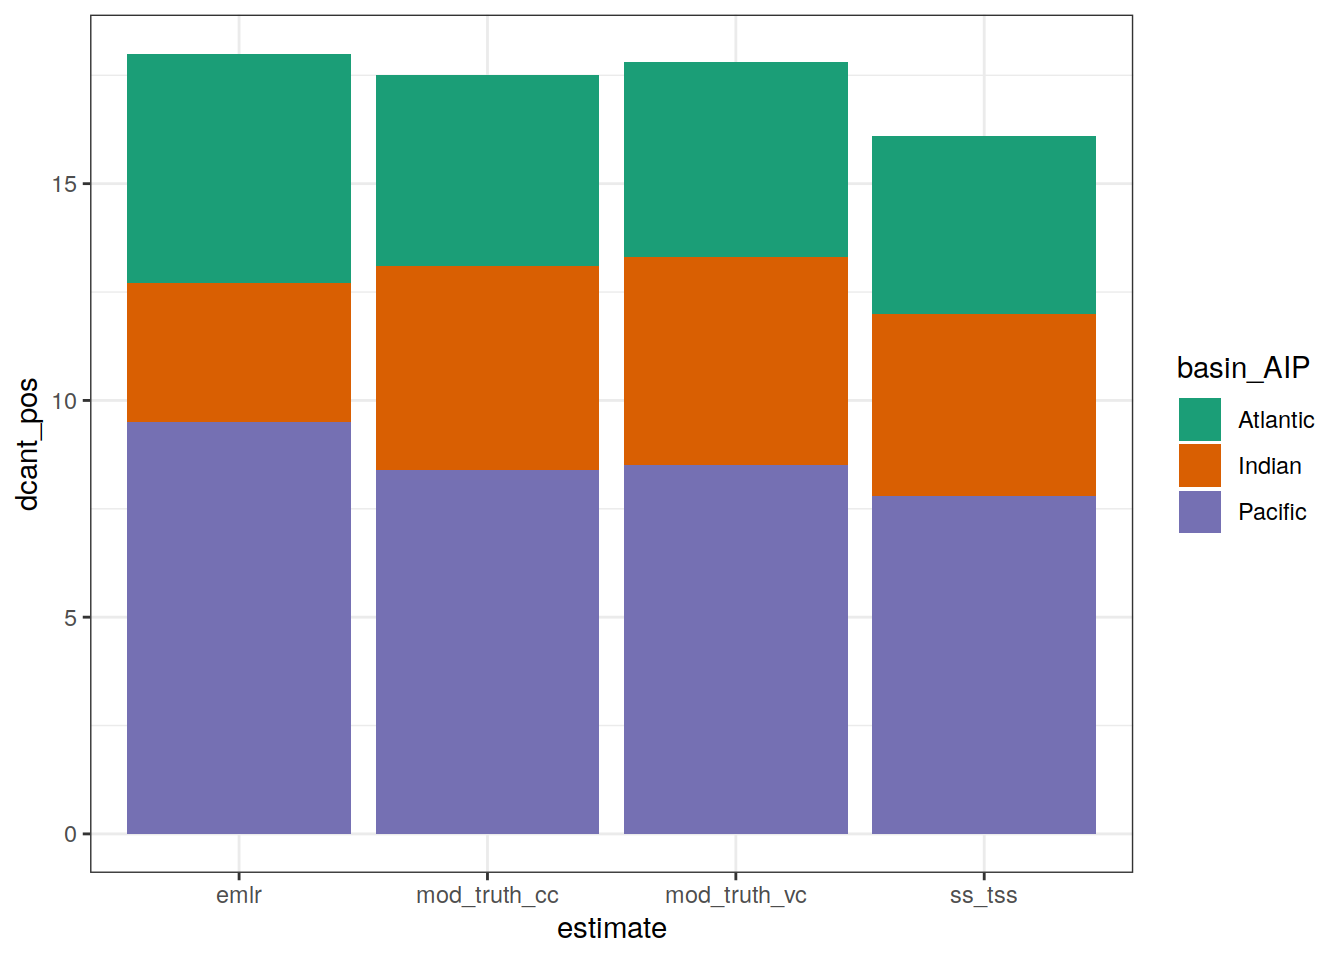 15
10
5
0
dcant_pos
emlr
mod_truth_cc
mod_truth_vc
ss_tss
estimate
basin_AIP
Atlantic
Indian
Pacific